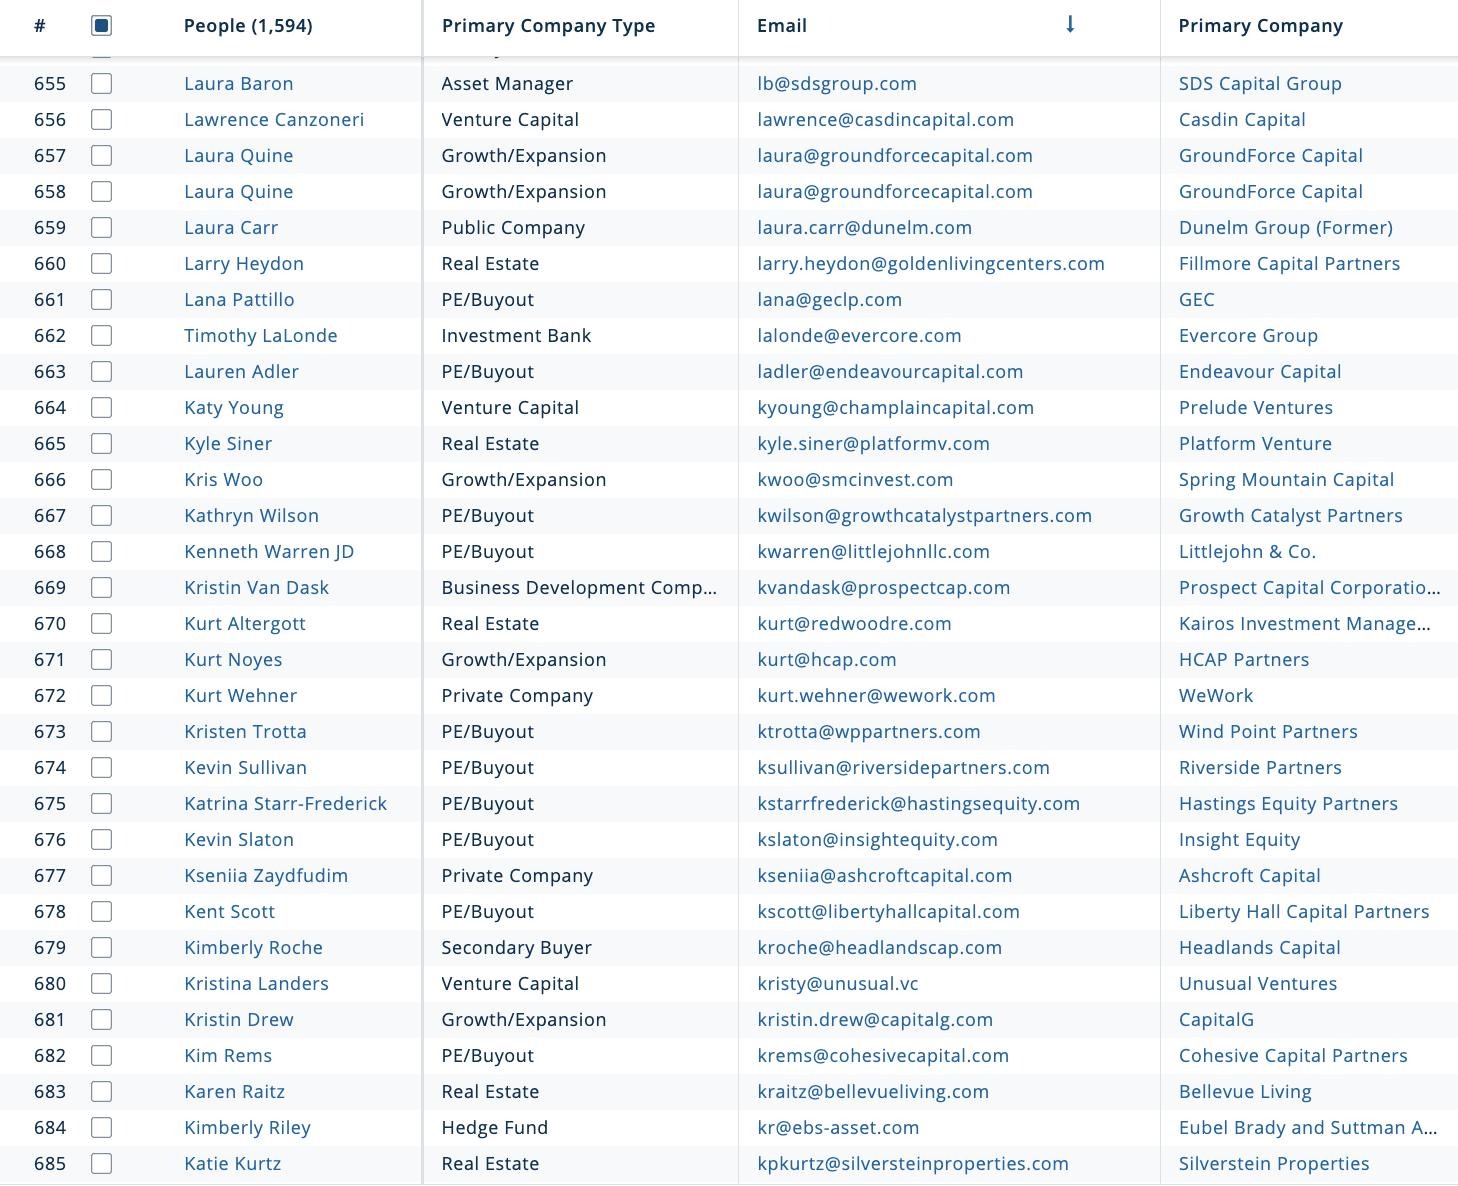 # People (1,594) Primary Company Type Email ↓ Primary Company
655 Laura Baron Asset Manager lb@sdsgroup.com SDS Capital Group
656 Lawrence Canzoneri Venture Capital lawrence@casdincapital.com Casdin Capital
657 Laura Quine Growth/Expansion laura@groundforcecapital.com GroundForce Capital
658 Laura Quine Growth/Expansion laura@groundforcecapital.com GroundForce Capital
659 Laura Carr Public Company laura.carr@dunelm.com Dunelm Group (Former)
660 Larry Heydon Real Estate larry.heydon@goldenlivingcenters.com Fillmore Capital Partners
661 Lana Pattillo PE/Buyout lana@geclp.com GEC
662 Timothy LaLonde Investment Bank lalonde@evercore.com Evercore Group
663 Lauren Adler PE/Buyout ladler@endeavourcapital.com Endeavour Capital
664 Katy Young Venture Capital kyoung@champlaincapital.com Prelude Ventures
665 Kyle Siner Real Estate kyle.siner@platformv.com Platform Venture
666 Kris Woo Growth/Expansion kwoo@smcinvest.com Spring Mountain Capital
667 Kathryn Wilson PE/Buyout kwilson@growthcatalystpartners.com Growth Catalyst Partners
668 Kenneth Warren JD PE/Buyout kwarren@littlejohnllc.com Littlejohn & Co.
669 Kristin Van Dask Business Development Comp... kvandask@prospectcap.com Prospect Capital Corporatio...
670 Kurt Altergott Real Estate kurt@redwoodre.com Kairos Investment Manage...
671 Kurt Noyes Growth/Expansion kurt@hcap.com HCAP Partners
672 Kurt Wehner Private Company kurt.wehner@wework.com WeWork
673 Kristen Trotta PE/Buyout ktrotta@wppartners.com Wind Point Partners
674 Kevin Sullivan PE/Buyout ksullivan@riversidepartners.com Riverside Partners
675 Katrina Starr-Frederick PE/Buyout kstarrfrederick@hastingsequity.com Hastings Equity Partners
676 Kevin Slaton PE/Buyout kslaton@insightequity.com Insight Equity
677 Kseniia Zaydfudim Private Company kseniia@ashcroftcapital.com Ashcroft Capital
678 Kent Scott PE/Buyout kscott@libertyhallcapital.com Liberty Hall Capital Partners
679 Kimberly Roche Secondary Buyer kroche@headlandscap.com Headlands Capital
680 Kristina Landers Venture Capital kristy@unusual.vc Unusual Ventures
681 Kristin Drew Growth/Expansion kristin.drew@capitalg.com CapitalG
682 Kim Rems PE/Buyout krems@cohesivecapital.com Cohesive Capital Partners
683 Karen Raitz Real Estate kraitz@bellevueliving.com Bellevue Living
684 Kimberly Riley Hedge Fund kr@ebs-asset.com Eubel Brady and Suttman A...
685 Katie Kurtz Real Estate kpkurtz@silversteinproperties.com Silverstein Properties